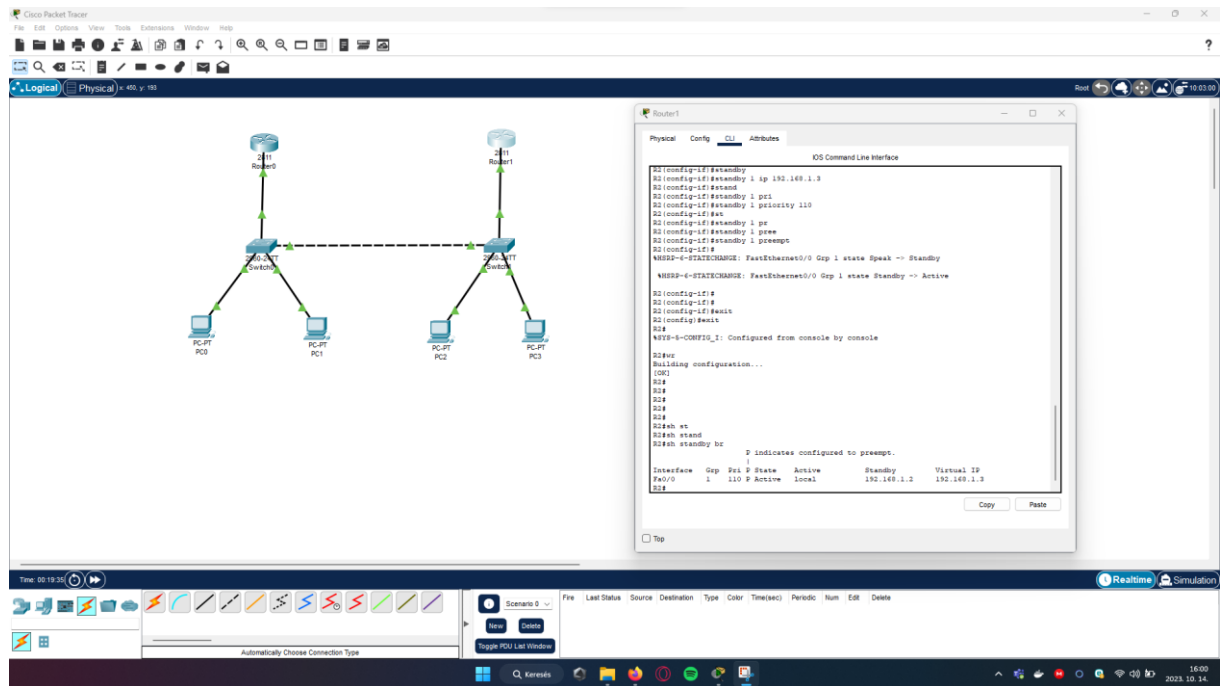 Cisco Packet Tracer
File Edit Options View Tools Extensions Window Help
?
Logical Physical x: 450, y: 193 Root 10:03:00
2811
Router0
2811
Router1
2960-24TT
Switch0
2960-24TT
PC-PT
PC0
PC-PT
PC1
PC-PT
PC2
PC-PT
PC3
Router1
Physical Config CLI Attributes
IOS Command Line Interface
R2(config-if)#standby
R2(config-if)#standby 1 ip 192.168.1.3
R2(config-if)#stand
R2(config-if)#standby 1 pri
R2(config-if)#standby 1 priority 110
R2(config-if)#st
R2(config-if)#standby 1 pr
R2(config-if)#standby 1 pree
R2(config-if)#standby 1 preempt
R2(config-if)#
%HSRP-6-STATECHANGE: FastEthernet0/0 Grp 1 state Speak -> Standby
%HSRP-6-STATECHANGE: FastEthernet0/0 Grp 1 state Standby -> Active
R2(config-if)#
R2(config-if)#
R2(config-if)#exit
R2(config)#exit
R2#
%SYS-5-CONFIG_I: Configured from console by console
R2#wr
Building configuration...
[OK]
R2#
R2#
R2#
R2#
R2#
R2#sh st
R2#sh stand
R2#sh standby br
P indicates configured to preempt.
|
Interface Grp Pri P State Active Standby Virtual IP
Fa0/0 1 110 P Active local 192.168.1.2 192.168.1.3
R2#
Copy Paste
Top
Time: 00:19:35 Realtime Simulation
Scenario 0
New Delete
Toggle PDU List Window
Fire Last Status Source Destination Type Color Time(sec) Periodic Num Edit Delete
Automatically Choose Connection Type
Keresés
16:00
2023. 10. 14.